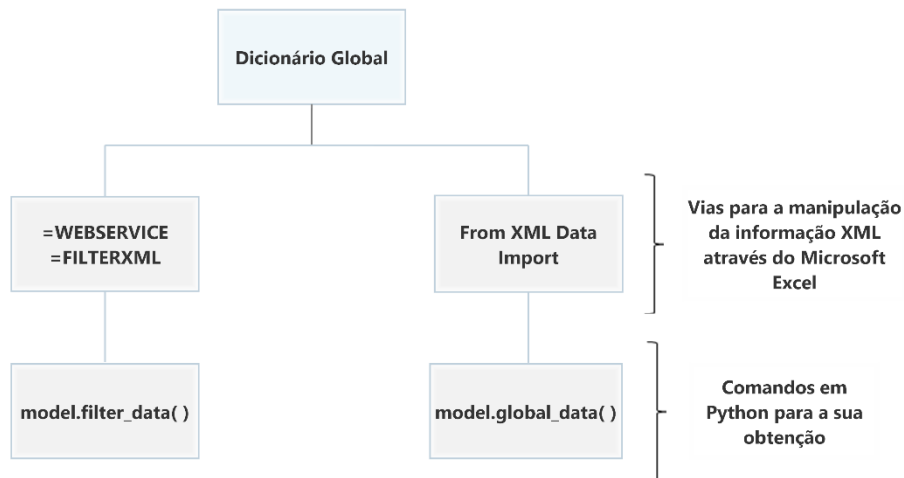 Dicionário Global
=WEBSERVICE
=FILTERXML
From XML Data
Import
Vias para a manipulação
da informação XML
através do Microsoft
Excel
model.filter_data( )
model.global_data( )
Comandos em
Python para a sua
obtenção